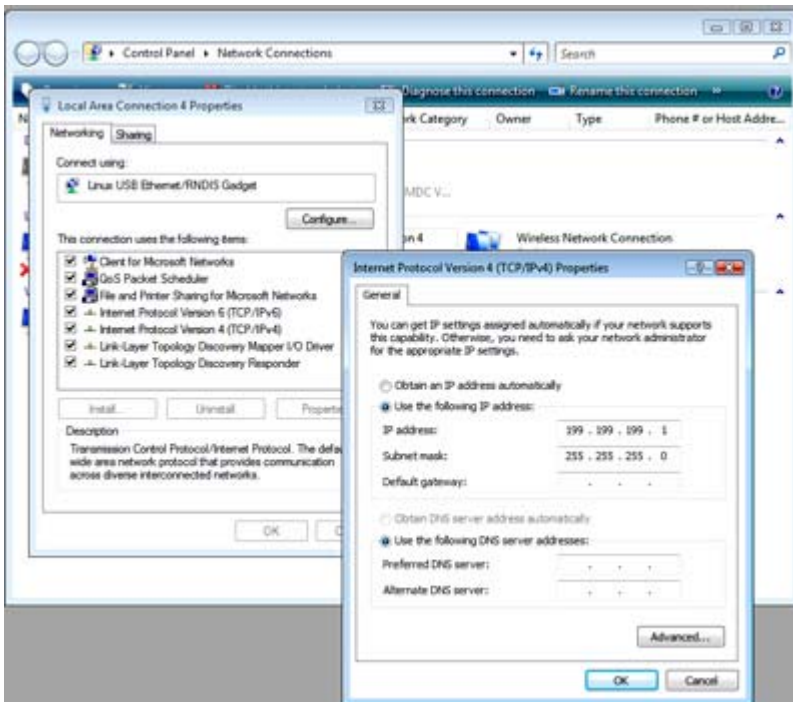 Control Panel
Network Connections
Search
Diagnose this connection
Rename this connection
»
Local Area Connection 4 Properties
rk Category
Owner
Type
Phone # or Host Addre...
Networking
Sharing
Connect using:
Linux USB Ethernet/RNDIS Gadget
MDC V...
Configure...
This connection uses the following items:
on 4
Wireless Network Connection
Client for Microsoft Networks
QoS Packet Scheduler
File and Printer Sharing for Microsoft Networks
Internet Protocol Version 6 (TCP/IPv6)
Internet Protocol Version 4 (TCP/IPv4)
Link-Layer Topology Discovery Mapper I/O Driver
Link-Layer Topology Discovery Responder
Install...
Uninstall
Propertie
Description
Transmission Control Protocol/Internet Protocol. The defau
wide area network protocol that provides communication
across diverse interconnected networks.
OK
C
Internet Protocol Version 4 (TCP/IPv4) Properties
General
You can get IP settings assigned automatically if your network supports
this capability. Otherwise, you need to ask your network administrator
for the appropriate IP settings.
Obtain an IP address automatically
Use the following IP address:
IP address: 199 . 199 . 199 . 1
Subnet mask: 255 . 255 . 255 . 0
Default gateway: . . .
Obtain DNS server address automatically
Use the following DNS server addresses:
Preferred DNS server: . . .
Alternate DNS server: . . .
Advanced...
OK
Cancel